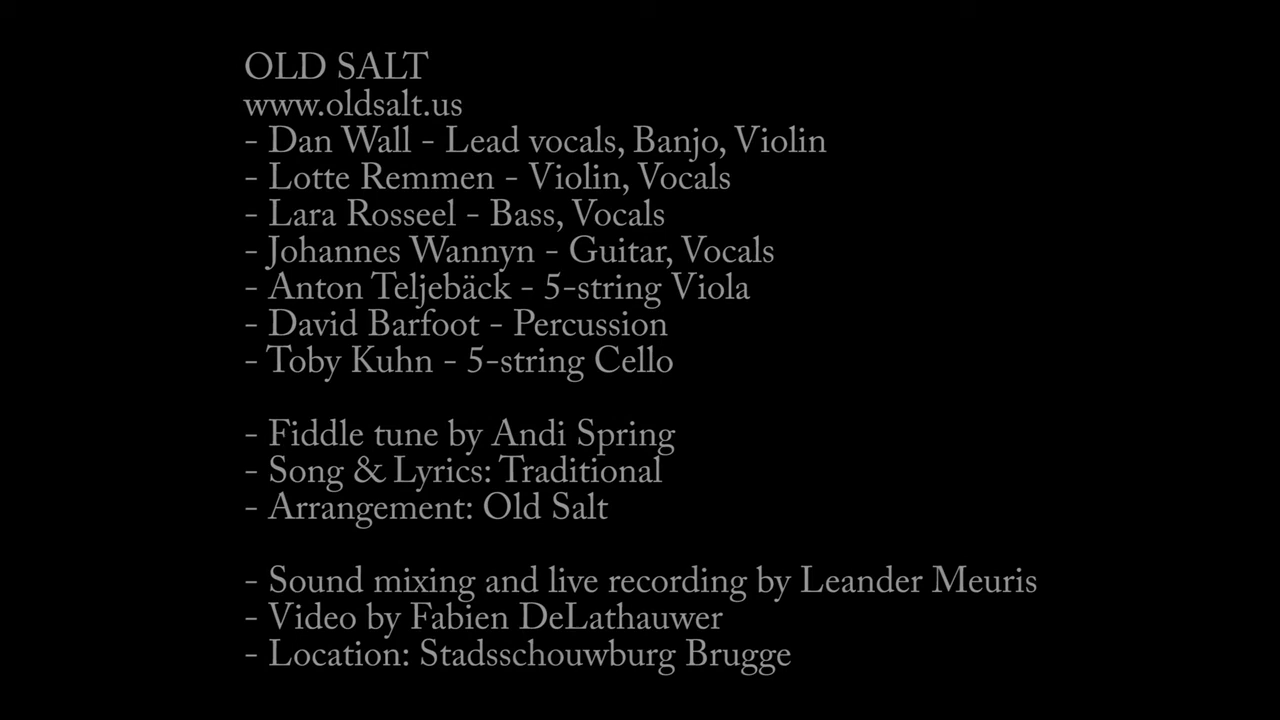 OLD SALT
www.oldsalt.us
- Dan Wall - Lead vocals, Banjo, Violin
- Lotte Remmen - Violin, Vocals
- Lara Rosseel - Bass, Vocals
- Johannes Wannyn - Guitar, Vocals
- Anton Teljebäck - 5-string Viola
- David Barfoot - Percussion
- Toby Kuhn - 5-string Cello
- Fiddle tune by Andi Spring
- Song & Lyrics: Traditional
- Arrangement: Old Salt
- Sound mixing and live recording by Leander Meuris
- Video by Fabien DeLathauwer
- Location: Stadsschouwburg Brugge